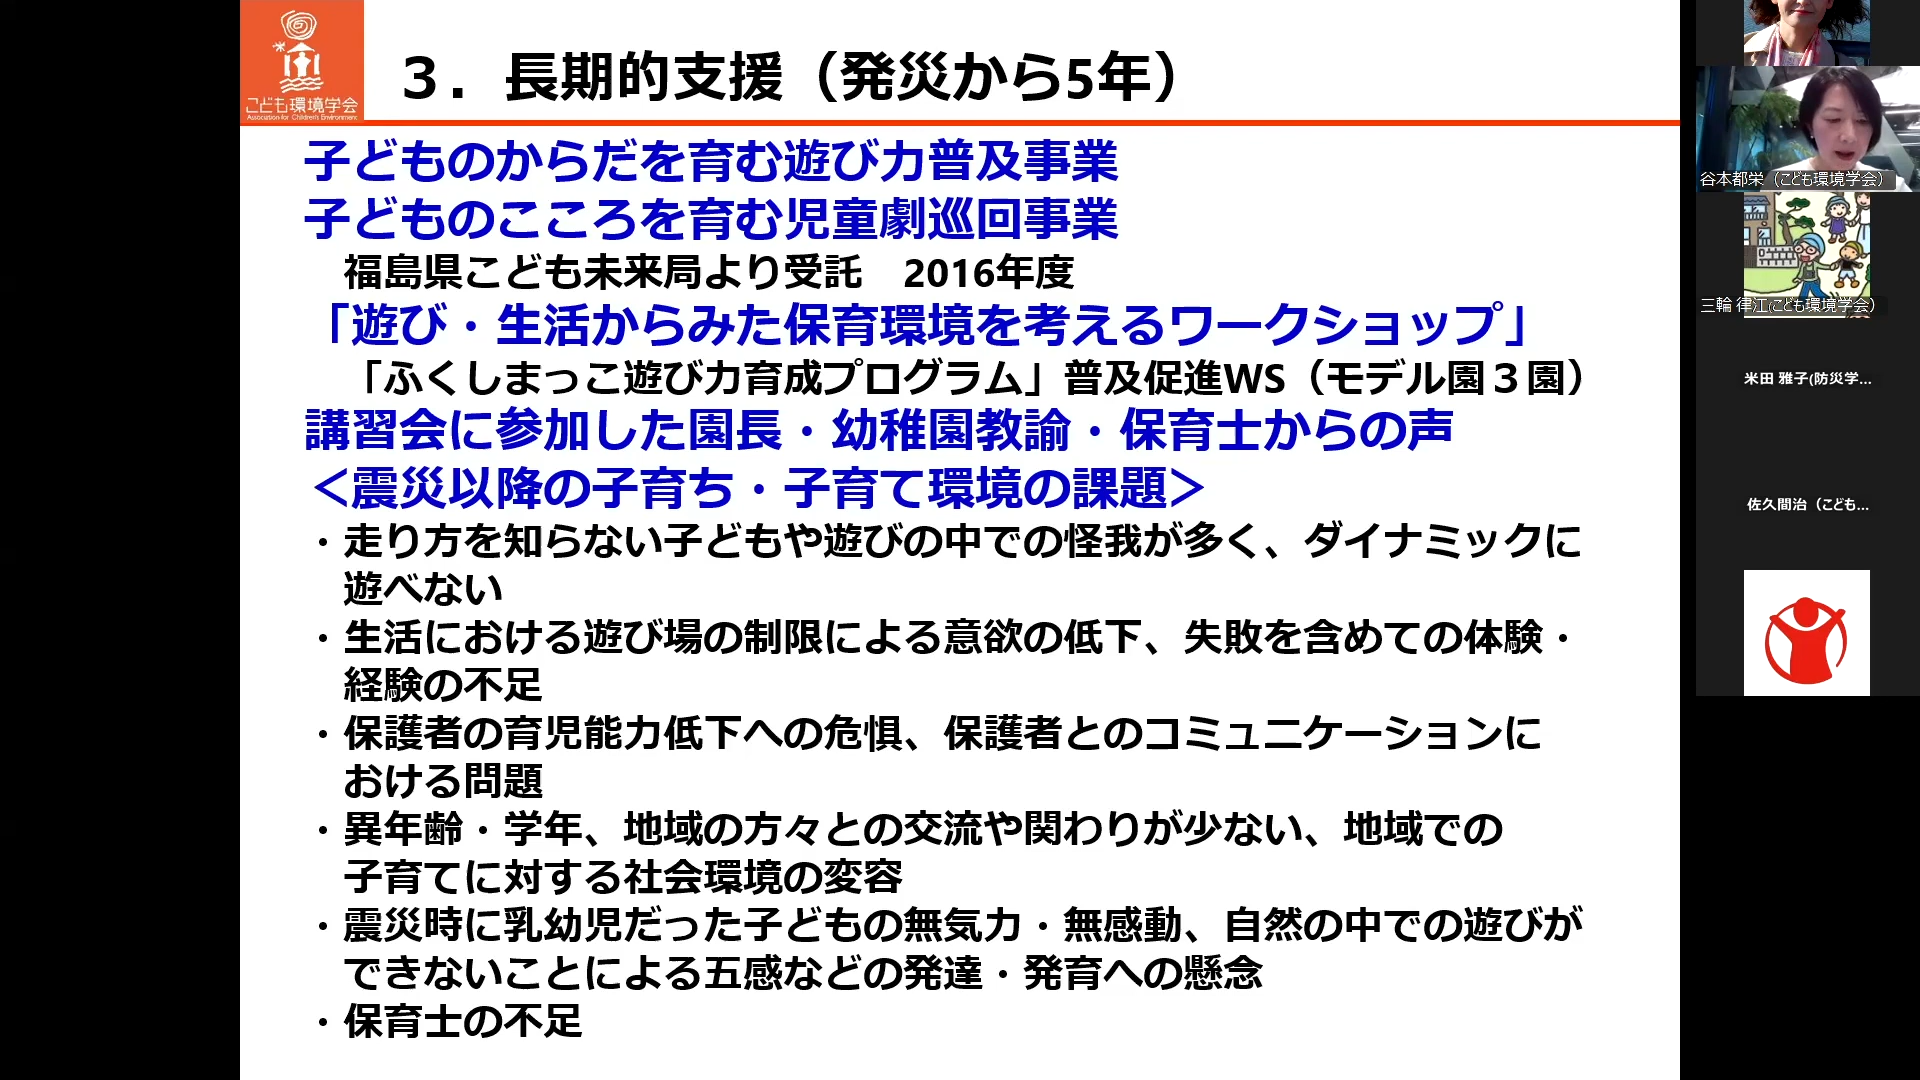 こども環境学会
Association for Children's Environment
３．長期的支援（発災から5年）
子どものからだを育む遊び力普及事業
子どものこころを育む児童劇巡回事業
福島県こども未来局より受託　2016年度
「遊び・生活からみた保育環境を考えるワークショップ」
「ふくしまっこ遊び力育成プログラム」普及促進WS（モデル園３園）
講習会に参加した園長・幼稚園教諭・保育士からの声
＜震災以降の子育ち・子育て環境の課題＞
・走り方を知らない子どもや遊びの中での怪我が多く、ダイナミックに
遊べない
・生活における遊び場の制限による意欲の低下、失敗を含めての体験・
経験の不足
・保護者の育児能力低下への危惧、保護者とのコミュニケーションに
おける問題
・異年齢・学年、地域の方々との交流や関わりが少ない、地域での
子育てに対する社会環境の変容
・震災時に乳幼児だった子どもの無気力・無感動、自然の中での遊びが
できないことによる五感などの発達・発育への懸念
・保育士の不足
谷本都栄（こども環境学会）
三輪 律江(こども環境学会）
米田 雅子(防災学...
佐久間治（こども...